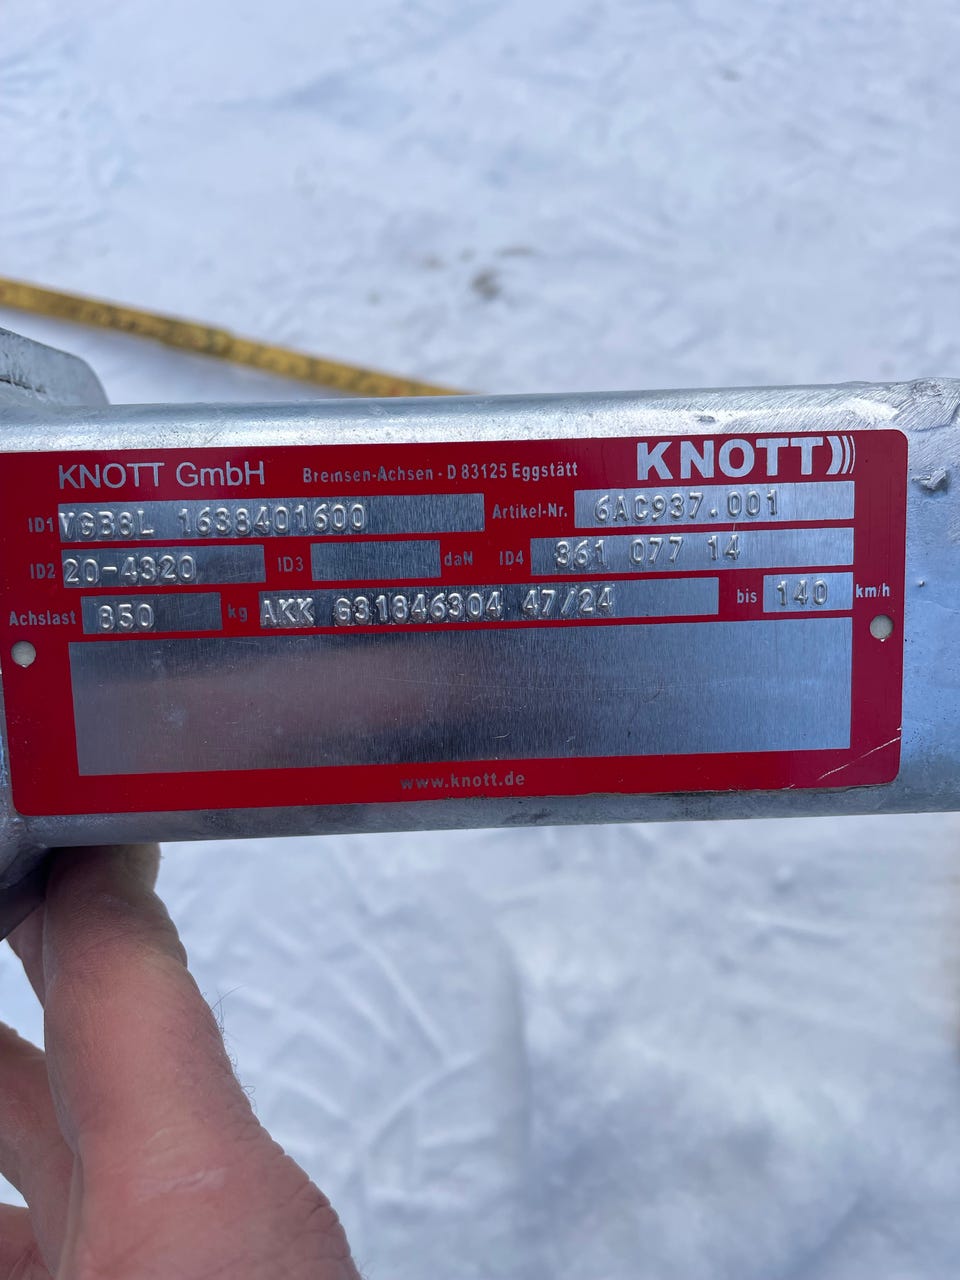 KNOTT GmbH Bremsen-Achsen - D 83125 Eggstätt KNOTT
ID1 VGB8L 1638401600 Artikel-Nr. 6AC937.001
ID2 20-4320 ID3 daN ID4 361 077 14
Achslast 850 kg AKK G31846304 47/24 bis 140 km/h
www.knott.de